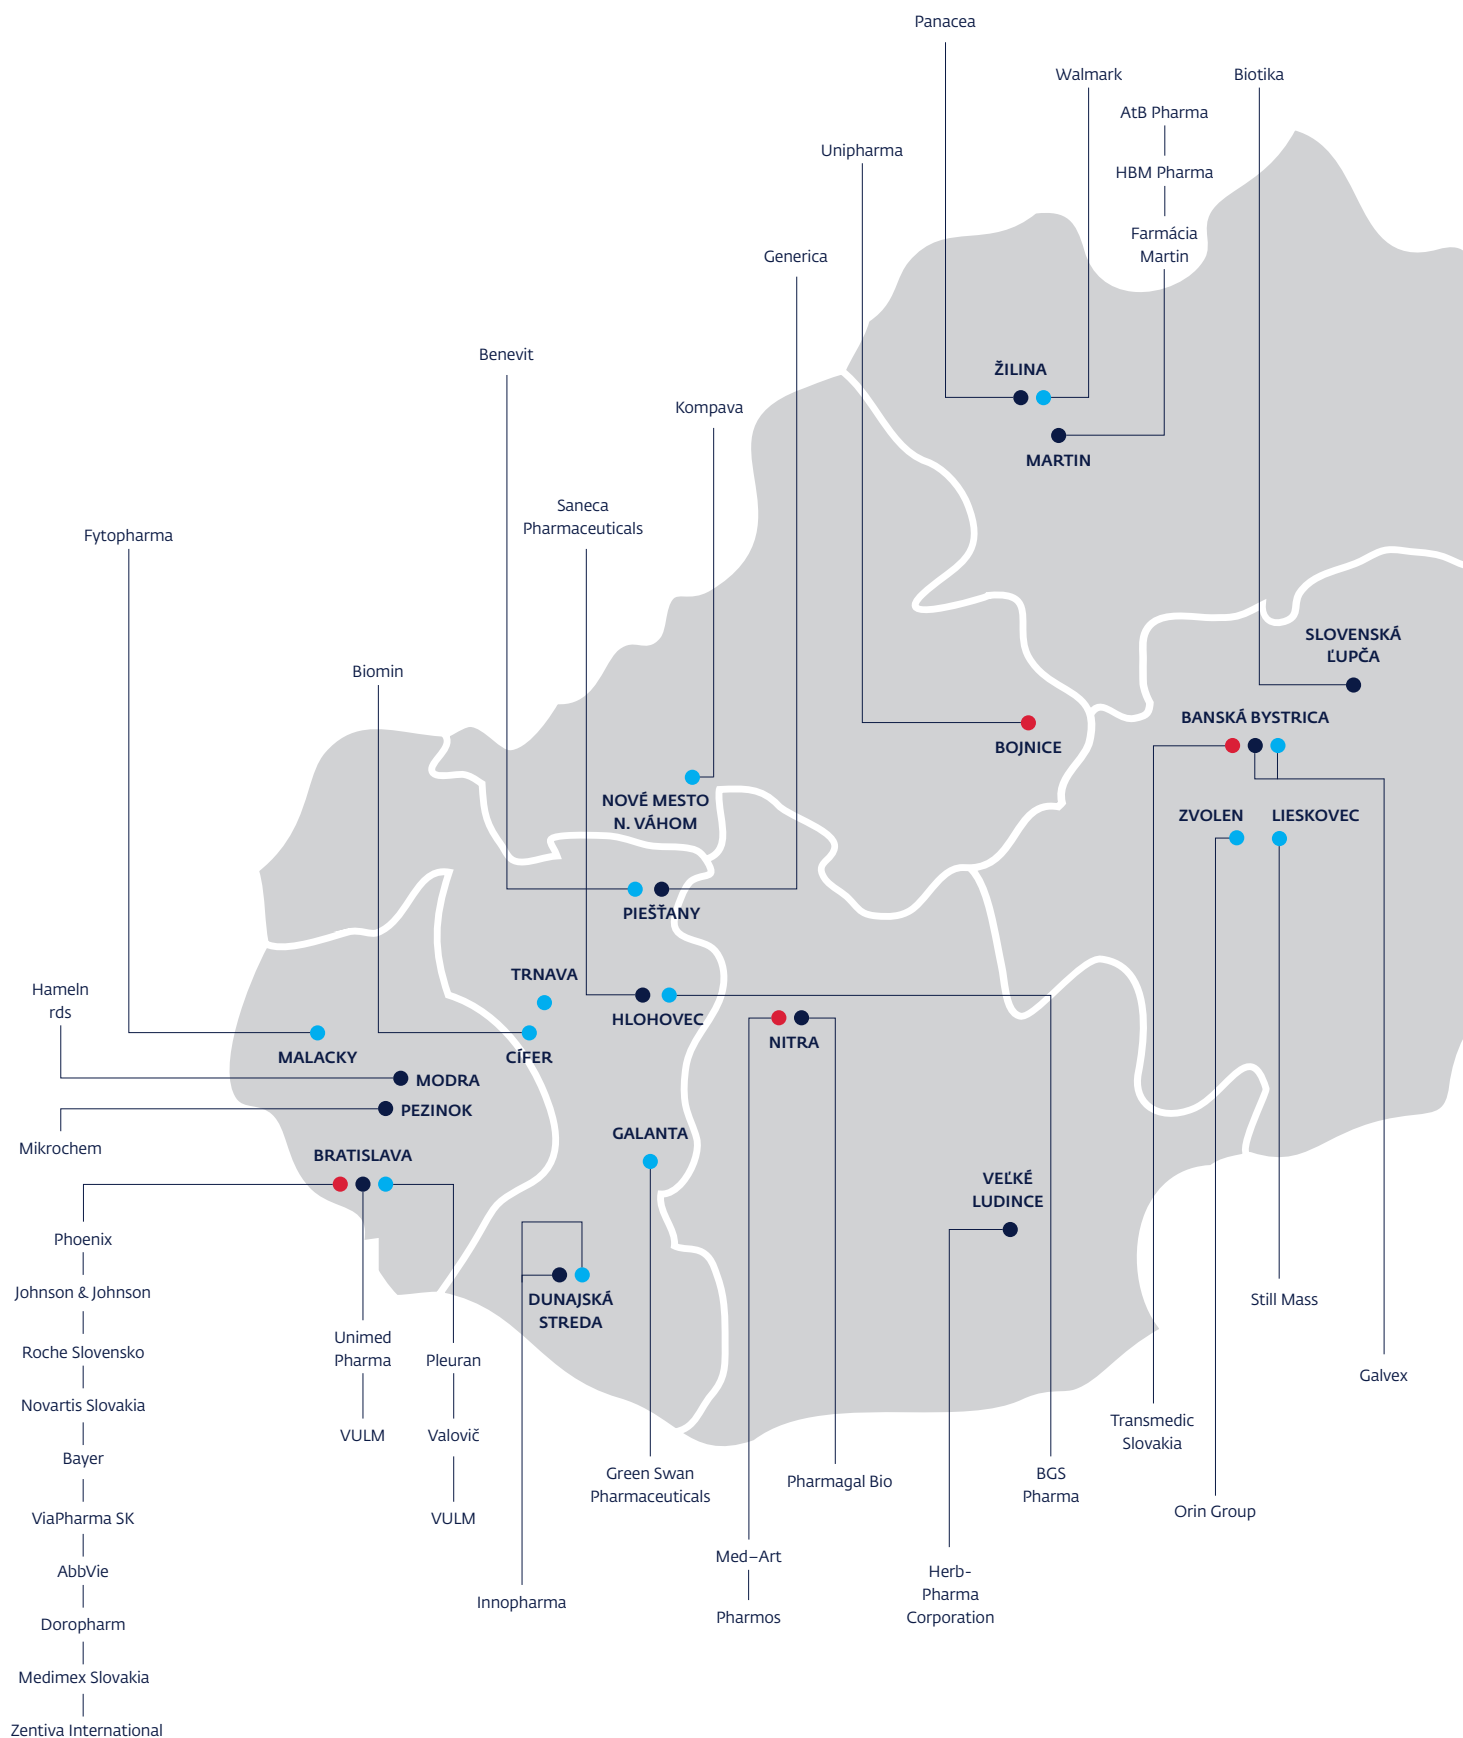 Panacea
Walmark
Biotika
AtB Pharma
Unipharma
HBM Pharma
Farmácia
Martin
Generica
Benevit
ŽILINA
Kompava
MARTIN
Saneca
Pharmaceuticals
Fytopharma
SLOVENSKÁ
ĽUPČA
Biomin
BANSKÁ BYSTRICA
BOJNICE
NOVÉ MESTO
N. VÁHOM
ZVOLEN
LIESKOVEC
PIEŠŤANY
TRNAVA
Hameln
rds
HLOHOVEC
NITRA
MALACKY
CÍFER
MODRA
PEZINOK
GALANTA
Mikrochem
BRATISLAVA
VEĽKÉ
LUDINCE
Phoenix
Johnson & Johnson
DUNAJSKÁ
STREDA
Still Mass
Unimed
Pharma
Roche Slovensko
Pleuran
Galvex
Novartis Slovakia
Transmedic
Slovakia
VULM
Valovič
Bayer
Green Swan
Pharmaceuticals
Pharmagal Bio
BGS
Pharma
Orin Group
ViaPharma SK
VULM
Med–Art
AbbVie
Herb-
Pharma
Corporation
Innopharma
Pharmos
Doropharm
Medimex Slovakia
Zentiva International